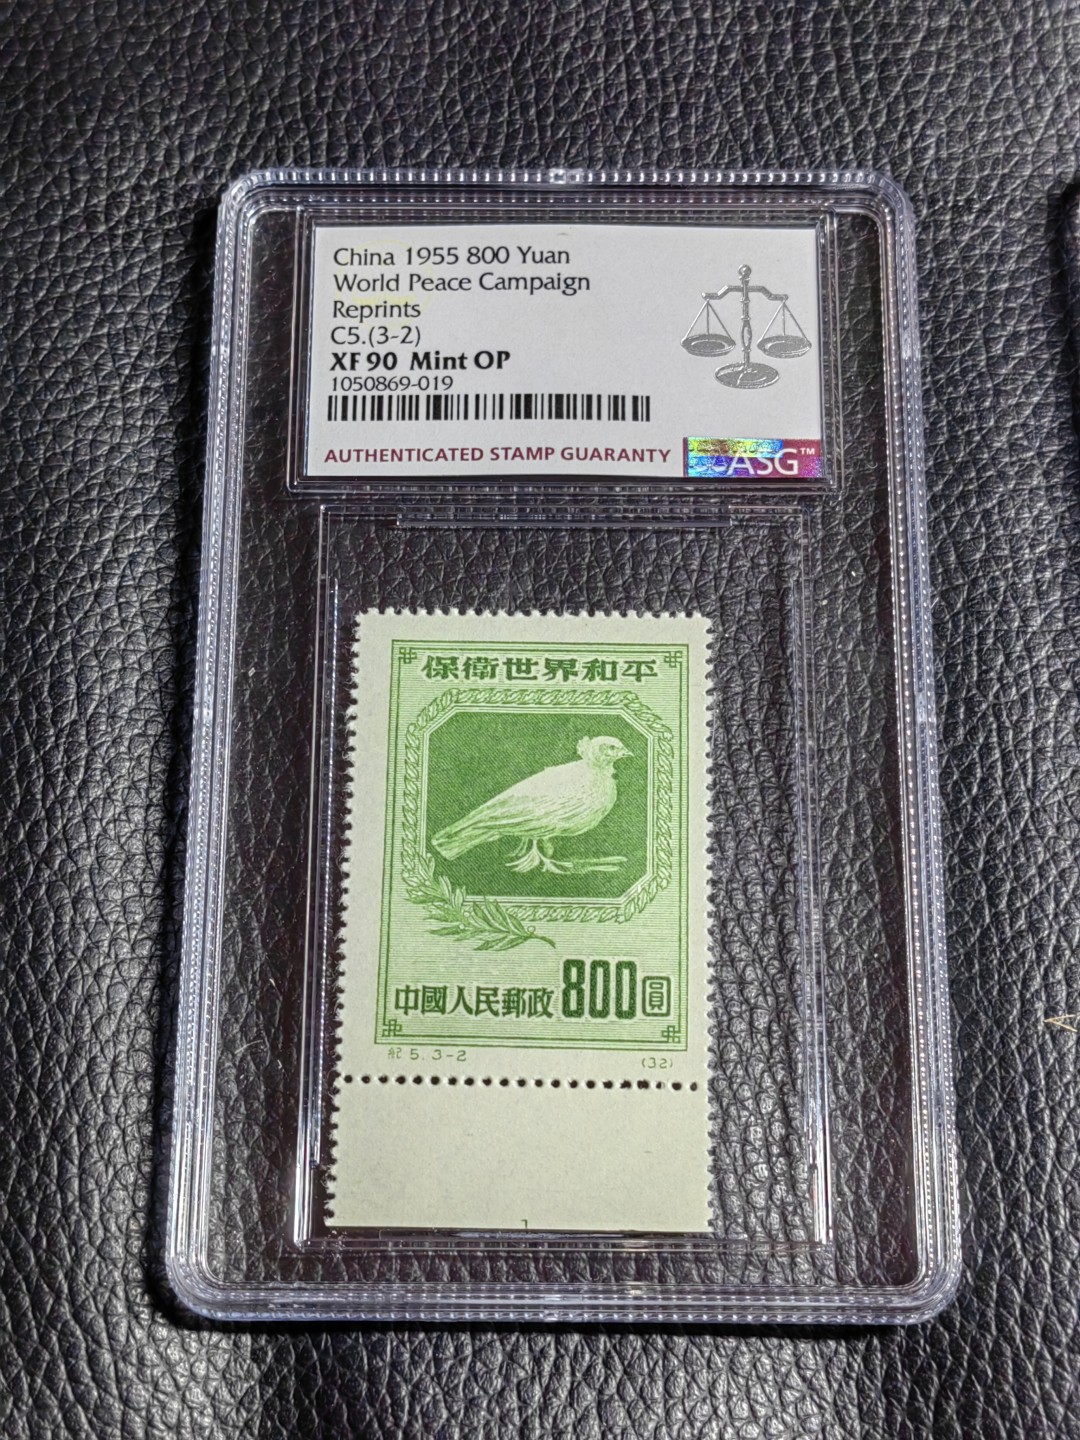 China 1955 800 Yuan
World Peace Campaign
Reprints
C5.(3-2)
XF 90 Mint OP
1050869-019
AUTHENTICATED STAMP GUARANTY ASG™
保衛世界和平
中國人民郵政 800圓
紀 5. 3-2 (32)
1